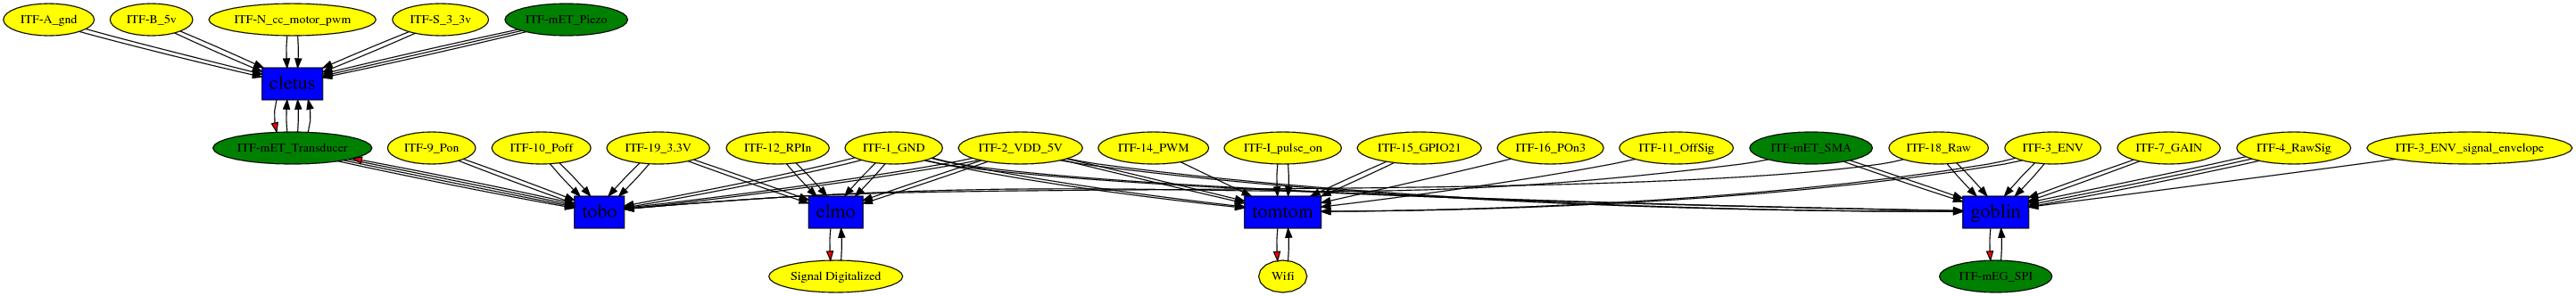 ITF-A_gnd
ITF-B_5v
ITF-N_cc_motor_pwm
ITF-S_3_3v
ITF-mET_Piezo
cletus
ITF-mET_Transducer
ITF-9_Pon
ITF-10_Poff
ITF-19_3.3V
ITF-12_RPIn
ITF-1_GND
ITF-2_VDD_5V
ITF-14_PWM
ITF-I_pulse_on
ITF-15_GPIO21
ITF-16_POn3
ITF-11_OffSig
ITF-mET_SMA
ITF-18_Raw
ITF-3_ENV
ITF-7_GAIN
ITF-4_RawSig
ITF-3_ENV_signal_envelope
tobo
elmo
tomtom
goblin
Signal Digitalized
Wifi
ITF-mEG_SPI